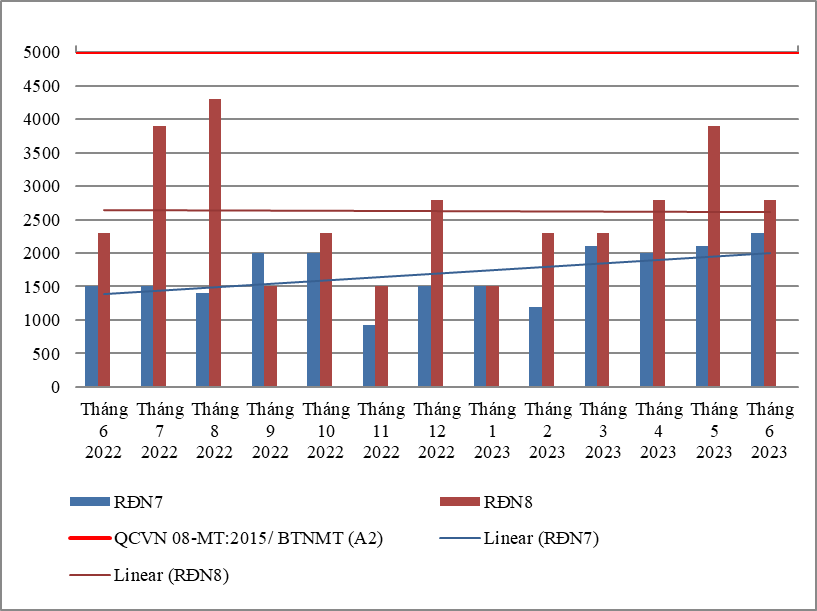 5000
4500
4000
3500
3000
2500
2000
1500
1000
500
0
Tháng Tháng Tháng Tháng Tháng Tháng Tháng Tháng Tháng Tháng Tháng Tháng Tháng
6 7 8 9 10 11 12 1 2 3 4 5 6
2022 2022 2022 2022 2022 2022 2022 2023 2023 2023 2023 2023 2023
RĐN7 RĐN8
QCVN 08-MT:2015/ BTNMT (A2) Linear (RĐN7)
Linear (RĐN8)